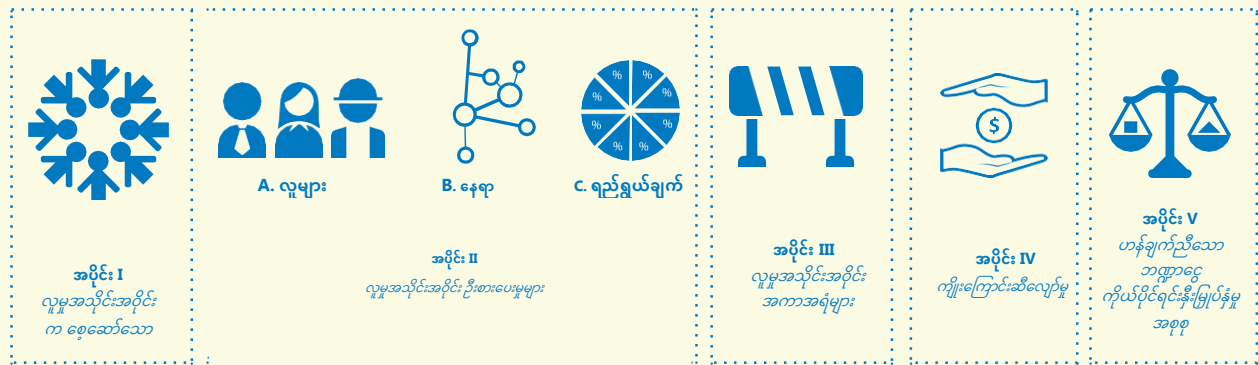 အပိုင်း I
လူမှုအသိုင်းအဝိုင်း
က စေ့ဆော်သော
% % % % % % % %
A. လူများ
B. နေရာ
C. ရည်ရွယ်ချက်
အပိုင်း II
လူမှုအသိုင်းအဝိုင်း ဦးစားပေးမှုများ
အပိုင်း III
လူမှုအသိုင်းအဝိုင်း
အကာအရံများ
$
အပိုင်း IV
ကျိုးကြောင်းဆီလျော်မှု
အပိုင်း V
ဟန်ချက်ညီသော
ဘဏ္ဍာငွေ
ကိုယ်ပိုင်ရင်းနှီးမြှုပ်နှံမှု
အစုစု